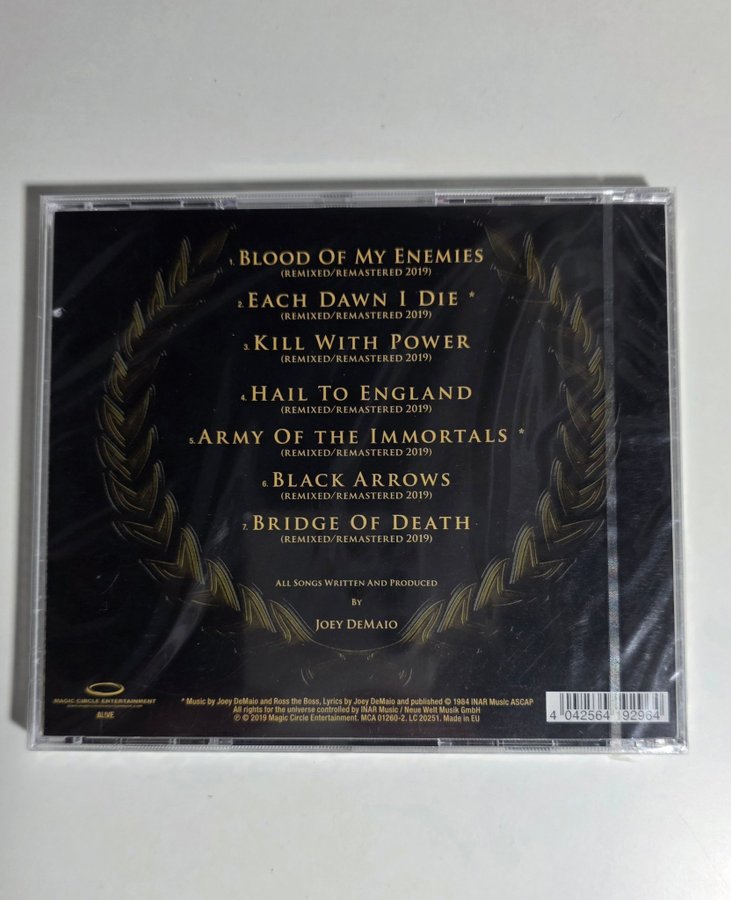 1. BLOOD OF MY ENEMIES
(REMIXED/REMASTERED 2019)
2. EACH DAWN I DIE *
(REMIXED/REMASTERED 2019)
3. KILL WITH POWER
(REMIXED/REMASTERED 2019)
4. HAIL TO ENGLAND
(REMIXED/REMASTERED 2019)
5. ARMY OF THE IMMORTALS *
(REMIXED/REMASTERED 2019)
6. BLACK ARROWS
(REMIXED/REMASTERED 2019)
7. BRIDGE OF DEATH
(REMIXED/REMASTERED 2019)
ALL SONGS WRITTEN AND PRODUCED
BY
JOEY DEMAIO
MAGIC CIRCLE ENTERTAINMENT
ALIVE
* Music by Joey DeMaio and Ross the Boss, Lyrics by Joey DeMaio and published © 1984 INAR Music ASCAP
All rights for the universe controlled by INAR Music / Neue Welt Musik GmbH
℗ © 2019 Magic Circle Entertainment. MCA 01260-2. LC 20251. Made in EU
4 042564 192964